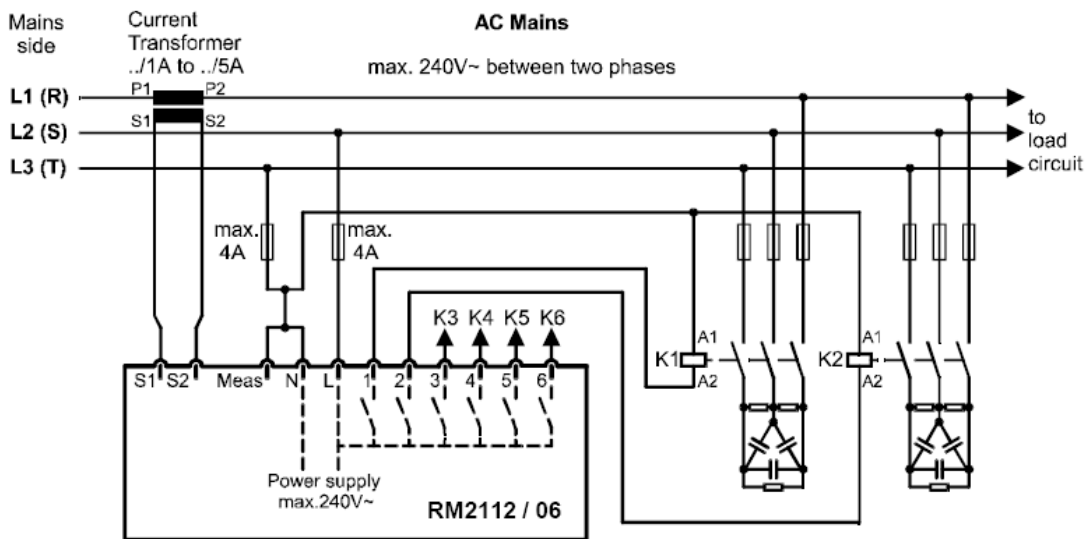 Mains
side
Current
Transformer
../1A to ../5A
AC Mains
max. 240V~ between two phases
P1
P2
L1 (R)
S1
S2
L2 (S)
L3 (T)
to
load
circuit
max.
4A
max.
4A
K3
K4
K5
K6
K1
A1
A2
K2
A1
A2
S1
S2
Meas
N
L
1
2
3
4
5
6
Power supply
max.240V~
RM2112 / 06